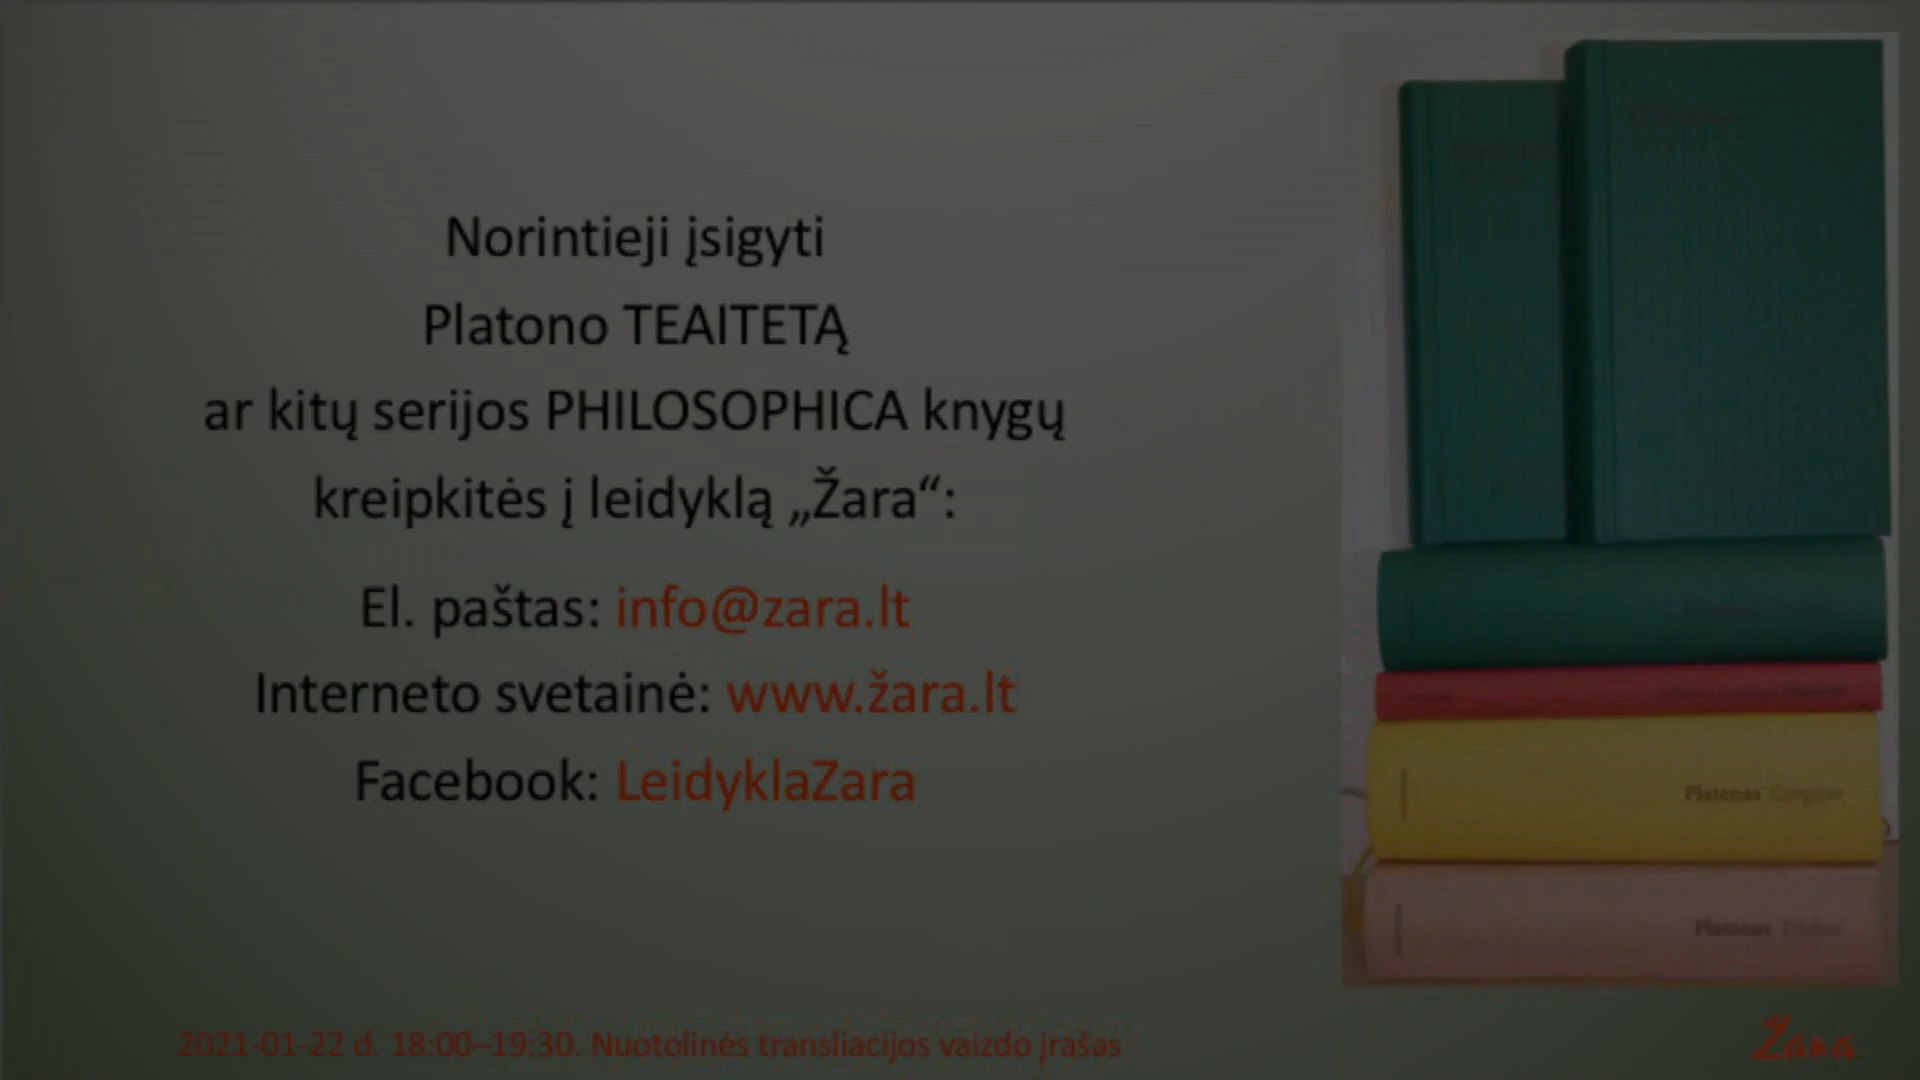 Norintieji įsigyti
Platono TEAITETĄ
ar kitų serijos PHILOSOPHICA knygų
kreipkitės į leidyklą „Žara“:
El. paštas: info@zara.lt
Interneto svetainė: www.žara.lt
Facebook: LeidyklaZara
Platonas Gorgijas
Platonas
2021-01-22 d. 18:00–19:30. Nuotolinės transliacijos vaizdo įrašas
Žara